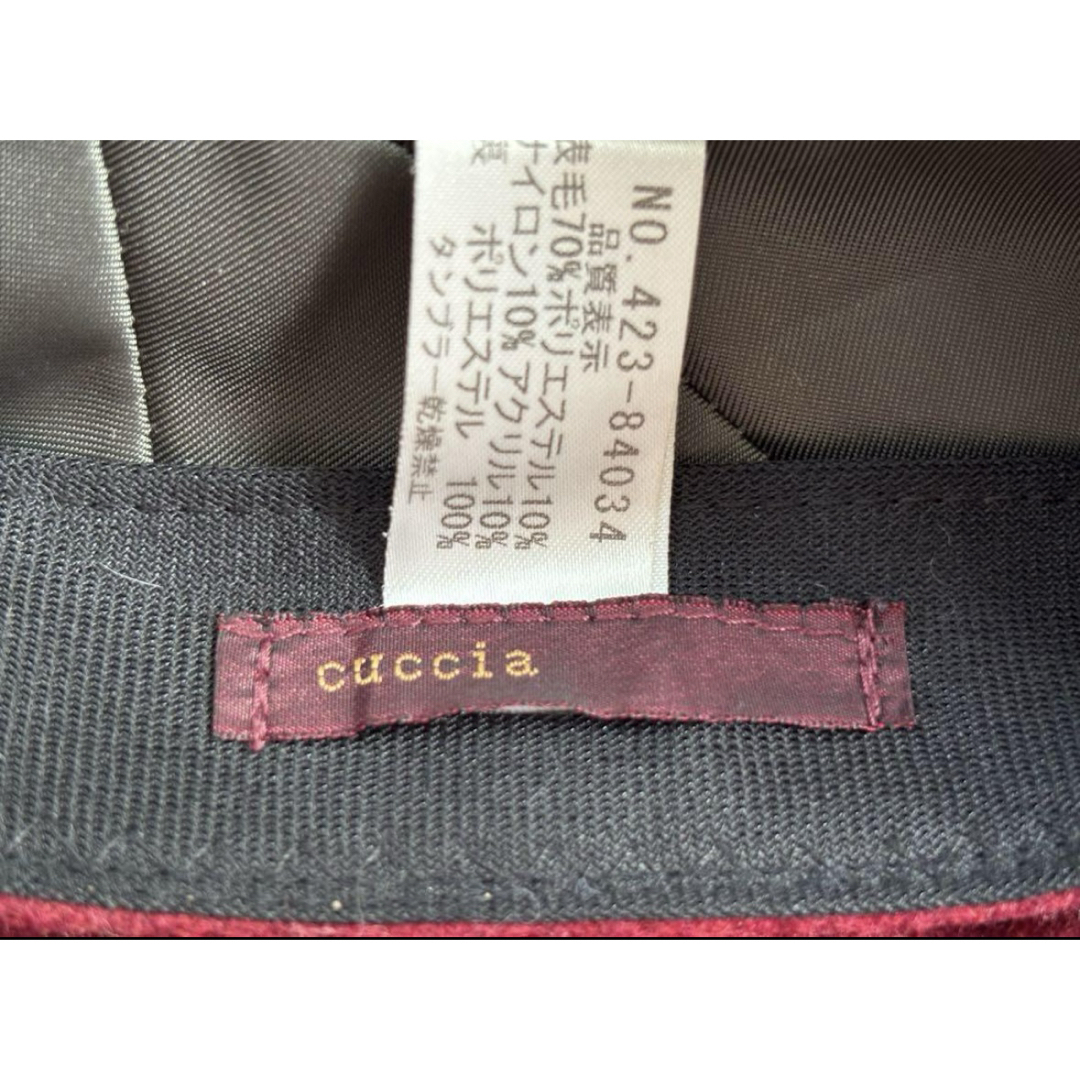 NO. 423-84034
品質表示
表毛70%ポリエステル10%
ナイロン10% アクリル10%
裏 ポリエステル 100%
タンブラー乾燥禁止
cuccia